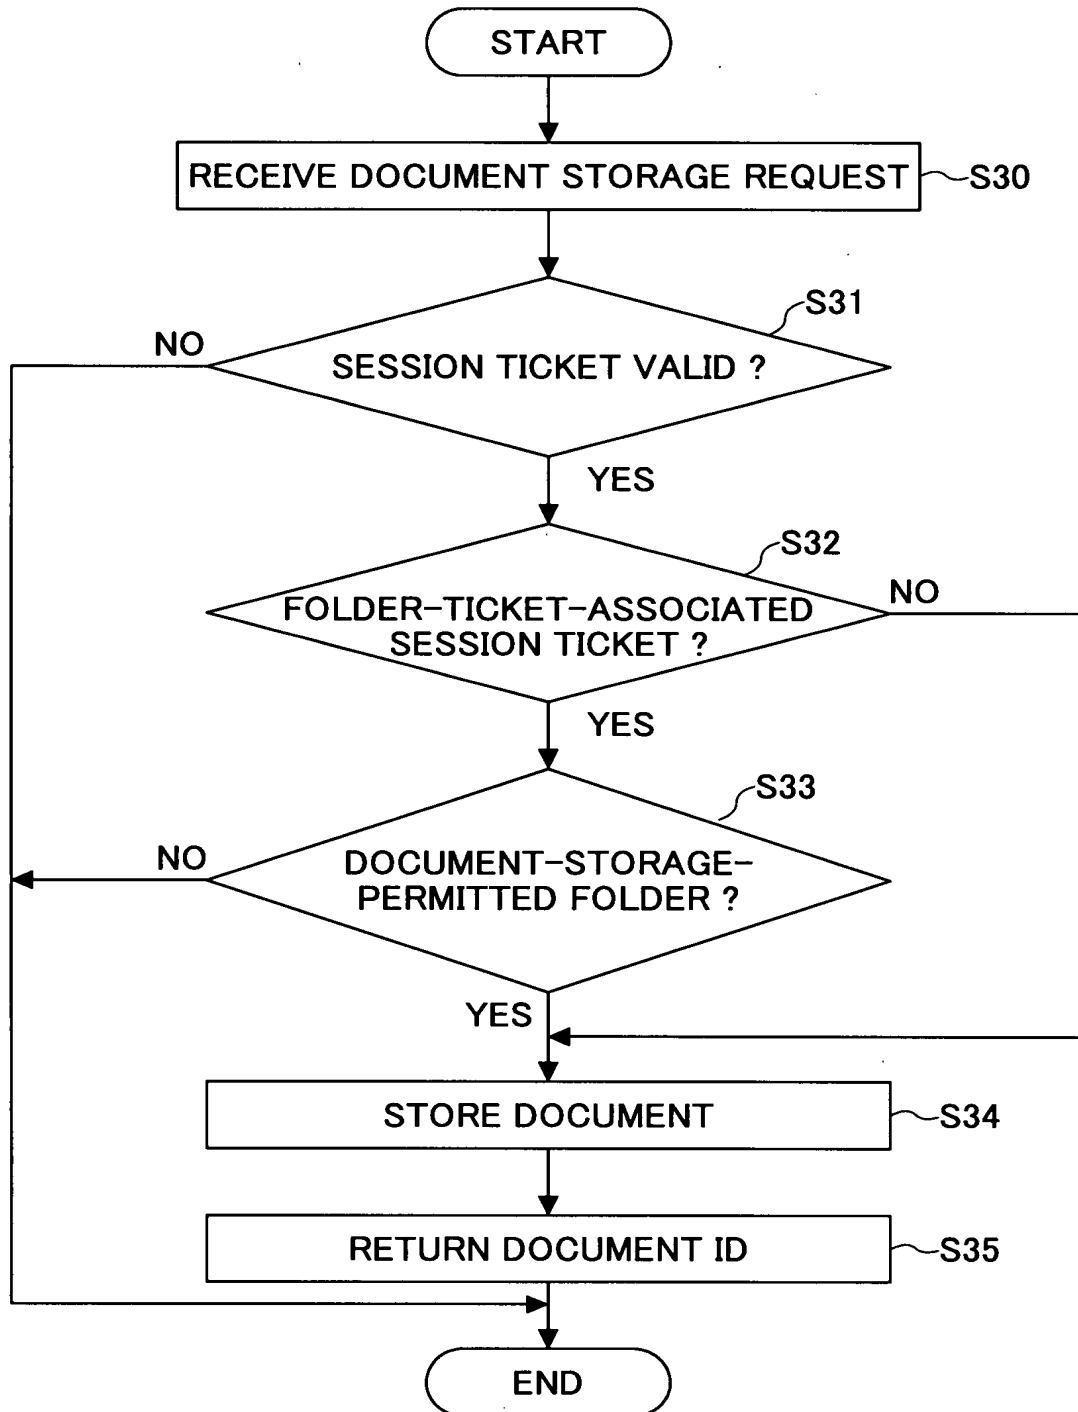 START
RECEIVE DOCUMENT STORAGE REQUEST
S30
S31
NO
SESSION TICKET VALID ?
YES
S32
NO
FOLDER-TICKET-ASSOCIATED
SESSION TICKET ?
YES
S33
NO
DOCUMENT-STORAGE-
PERMITTED FOLDER ?
YES
STORE DOCUMENT
S34
RETURN DOCUMENT ID
S35
END